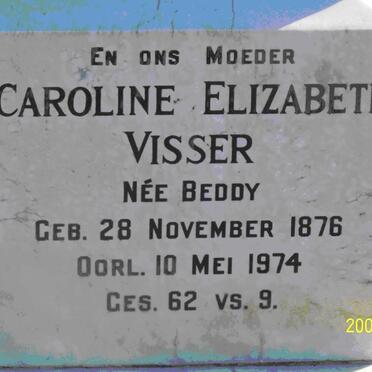 EN ONS MOEDER
CAROLINE ELIZABETH
VISSER
NÉE BEDDY
GEB. 28 NOVEMBER 1876
OORL. 10 MEI 1974
GES. 62 VS. 9.
200